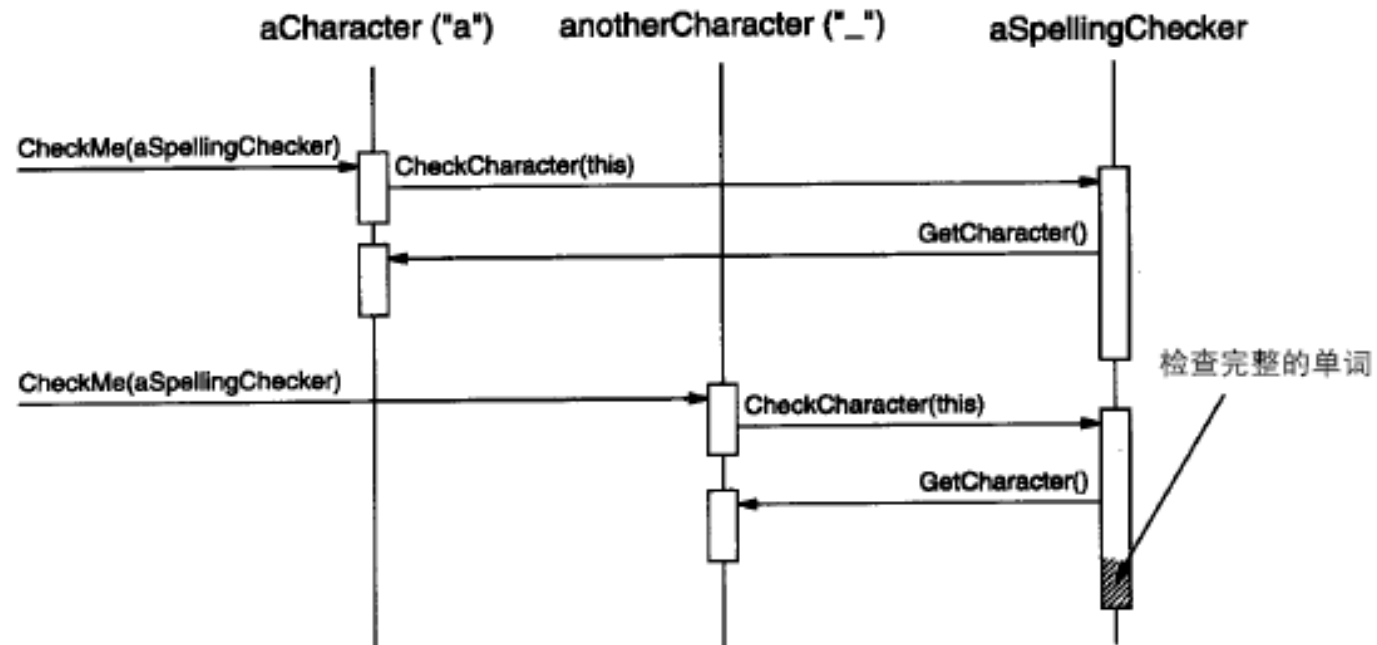 aCharacter ("a")
anotherCharacter ("_")
aSpellingChecker
CheckMe(aSpellingChecker)
CheckCharacter(this)
GetCharacter()
检查完整的单词
CheckMe(aSpellingChecker)
CheckCharacter(this)
GetCharacter()